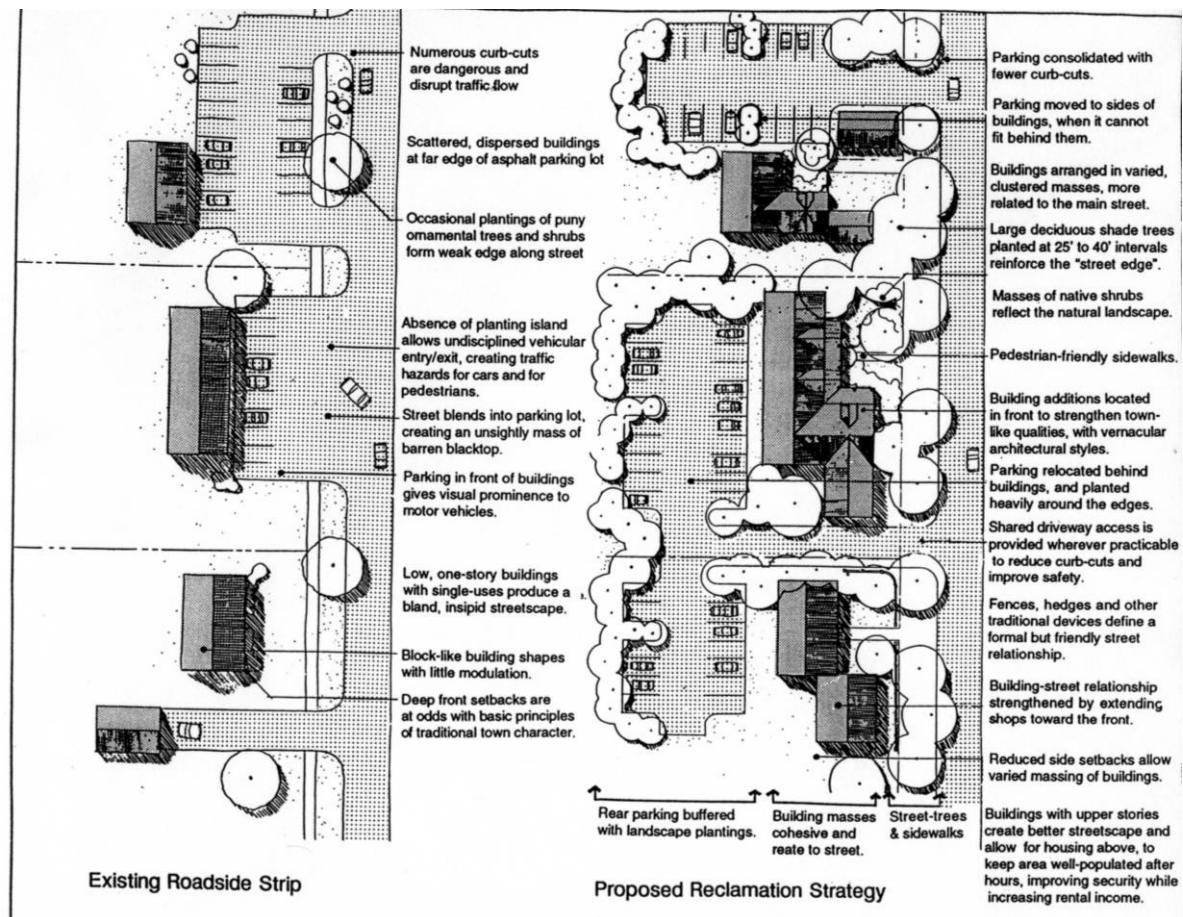 Numerous curb-cuts
are dangerous and
disrupt traffic flow
Scattered, dispersed buildings
at far edge of asphalt parking lot
Occasional plantings of puny
ornamental trees and shrubs
form weak edge along street
Absence of planting island
allows undisciplined vehicular
entry/exit, creating traffic
hazards for cars and for
pedestrians.
Street blends into parking lot,
creating an unsightly mass of
barren blacktop.
Parking in front of buildings
gives visual prominence to
motor vehicles.
Low, one-story buildings
with single-uses produce a
bland, insipid streetscape.
Block-like building shapes
with little modulation.
Deep front setbacks are
at odds with basic principles
of traditional town character.
Existing Roadside Strip
Parking consolidated with
fewer curb-cuts.
Parking moved to sides of
buildings, when it cannot
fit behind them.
Buildings arranged in varied,
clustered masses, more
related to the main street.
Large deciduous shade trees
planted at 25' to 40' intervals
reinforce the "street edge".
Masses of native shrubs
reflect the natural landscape.
Pedestrian-friendly sidewalks.
Building additions located
in front to strengthen town-
like qualities, with vernacular
architectural styles.
Parking relocated behind
buildings, and planted
heavily around the edges.
Shared driveway access is
provided wherever practicable
to reduce curb-cuts and
improve safety.
Fences, hedges and other
traditional devices define a
formal but friendly street
relationship.
Building-street relationship
strengthened by extending
shops toward the front.
Reduced side setbacks allow
varied massing of buildings.
Buildings with upper stories
create better streetscape and
allow for housing above, to
keep area well-populated after
hours, improving security while
increasing rental income.
Rear parking buffered
with landscape plantings.
Building masses
cohesive and
reate to street.
Street-trees
& sidewalks
Proposed Reclamation Strategy